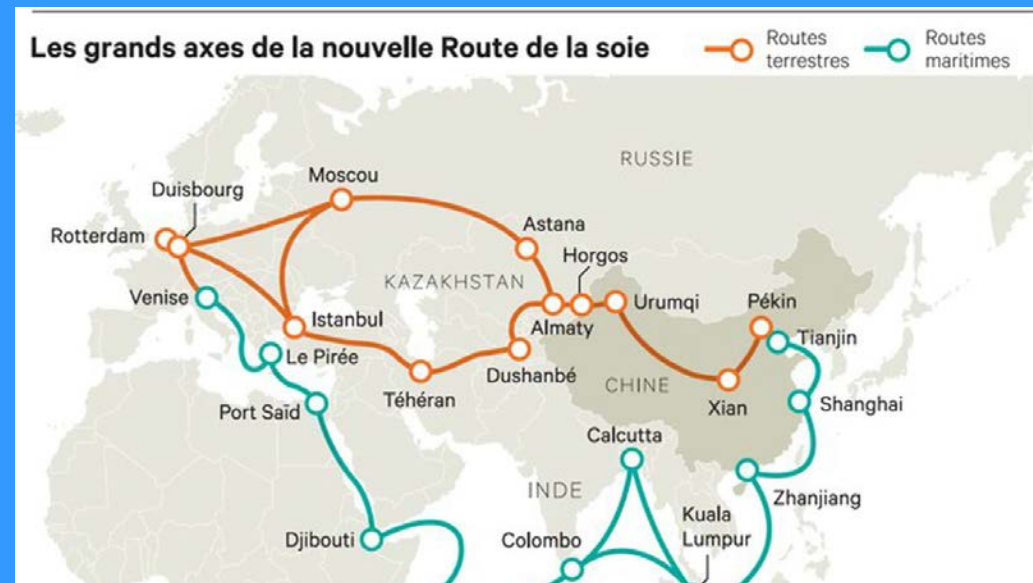 Les grands axes de la nouvelle Route de la soie
Routes
terrestres
Routes
maritimes
RUSSIE
Moscou
Duisbourg
Rotterdam
Astana
Horgos
KAZAKHSTAN
Venise
Istanbul
Almaty
Urumqi
Pékin
Tianjin
Le Pirée
Téhéran
Dushanbé
CHINE
Xian
Shanghai
Port Saïd
Calcutta
INDE
Zhanjiang
Kuala
Lumpur
Djibouti
Colombo